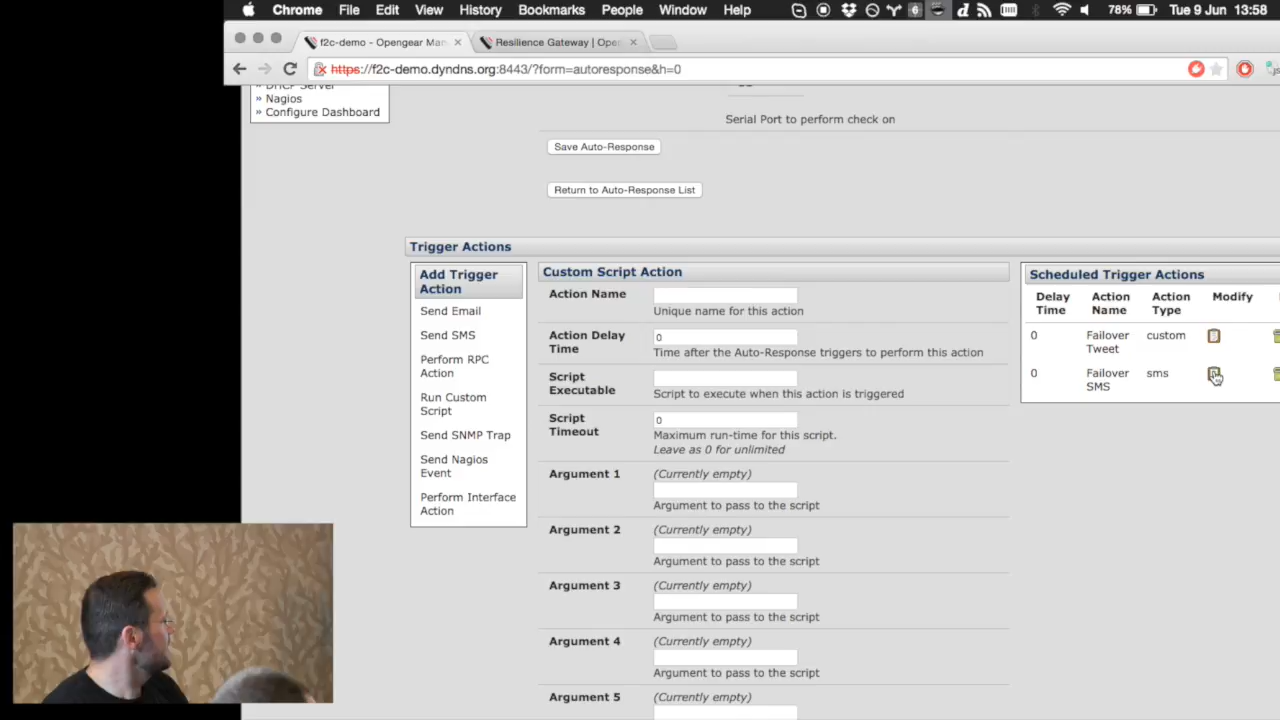 Chrome File Edit View History Bookmarks People Window Help 78% Tue 9 Jun 13:58
f2c-demo - Opengear Man Resilience Gateway | Open
https://f2c-demo.dyndns.org:8443/?form=autoresponse&h=0
» DHCP Server
» Nagios
» Configure Dashboard
Serial Port to perform check on
Save Auto-Response
Return to Auto-Response List
Trigger Actions
Add Trigger
Action
Send Email
Send SMS
Perform RPC
Action
Run Custom
Script
Send SNMP Trap
Send Nagios
Event
Perform Interface
Action
Custom Script Action
Action Name
Unique name for this action
Action Delay
Time
0
Time after the Auto-Response triggers to perform this action
Script
Executable
Script to execute when this action is triggered
Script
Timeout
0
Maximum run-time for this script.
Leave as 0 for unlimited
Argument 1 (Currently empty)
Argument to pass to the script
Argument 2 (Currently empty)
Argument to pass to the script
Argument 3 (Currently empty)
Argument to pass to the script
Argument 4 (Currently empty)
Argument to pass to the script
Argument 5 (Currently empty)
Scheduled Trigger Actions
Delay Action Action Modify
Time Name Type
0 Failover custom
Tweet
0 Failover sms
SMS